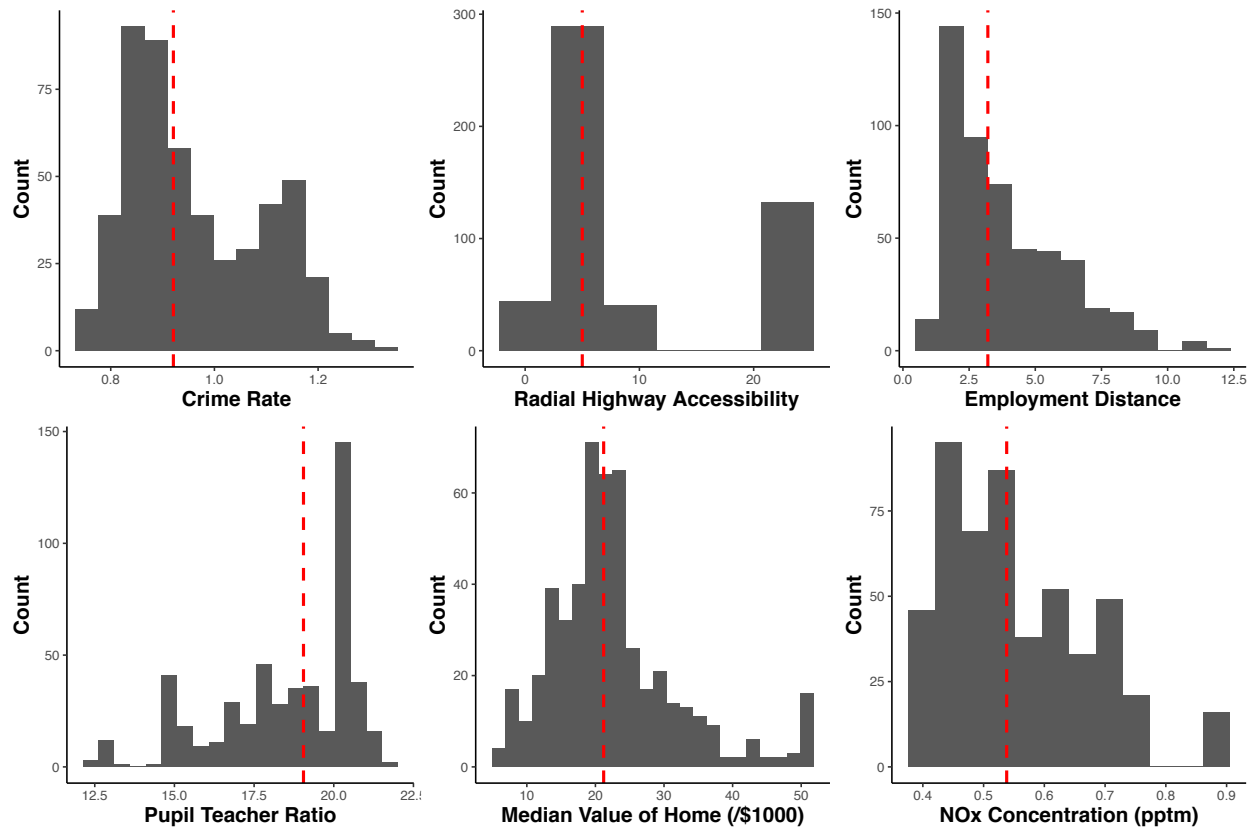 Count
75
50
25
0
0.8 1.0 1.2
Crime Rate
Count
300
200
100
0
0 10 20
Radial Highway Accessibility
Count
150
100
50
0
0.0 2.5 5.0 7.5 10.0 12.5
Employment Distance
Count
150
100
50
0
12.5 15.0 17.5 20.0 22.5
Pupil Teacher Ratio
Count
60
40
20
0
10 20 30 40 50
Median Value of Home (/$1000)
Count
75
50
25
0
0.4 0.5 0.6 0.7 0.8 0.9
NOx Concentration (pptm)